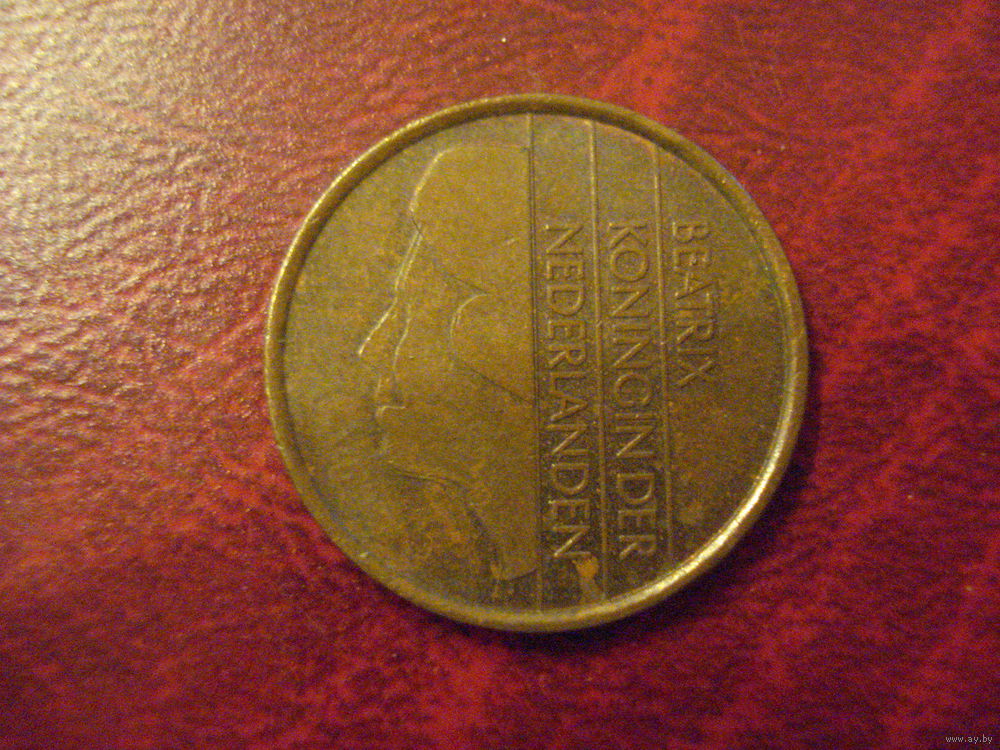 BEATRIX
KONINGIN DER
NEDERLANDEN
www.ay.by